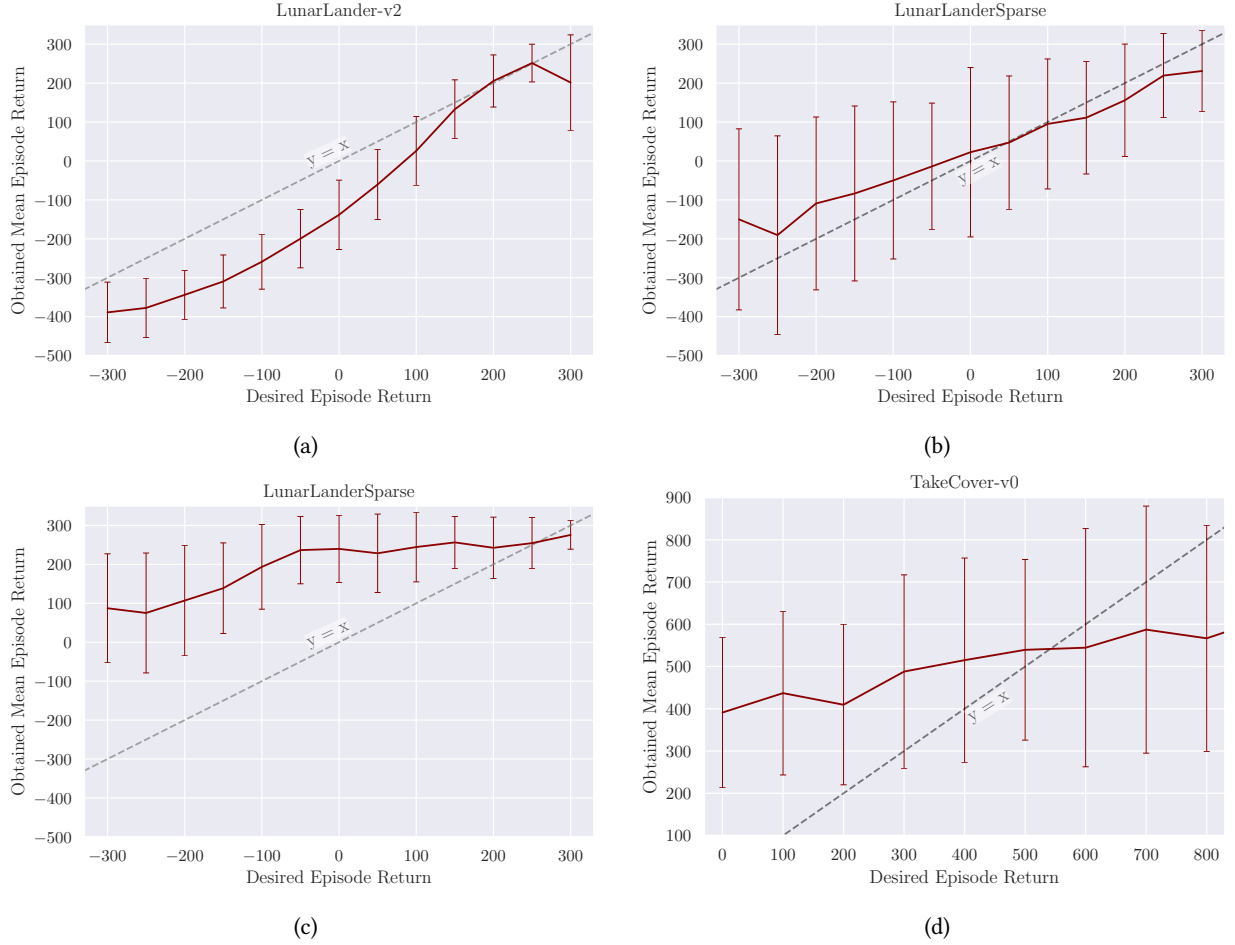 LunarLander-v2
Obtained Mean Episode Return
300
200
100
0
−100
−200
−300
−400
−500
y = x
−300 −200 −100 0 100 200 300
Desired Episode Return
(a)
LunarLanderSparse
Obtained Mean Episode Return
300
200
100
0
−100
−200
−300
−400
−500
y = x
−300 −200 −100 0 100 200 300
Desired Episode Return
(b)
LunarLanderSparse
Obtained Mean Episode Return
300
200
100
0
−100
−200
−300
−400
−500
y = x
−300 −200 −100 0 100 200 300
Desired Episode Return
(c)
TakeCover-v0
Obtained Mean Episode Return
900
800
700
600
500
400
300
200
100
y = x
0 100 200 300 400 500 600 700 800
Desired Episode Return
(d)